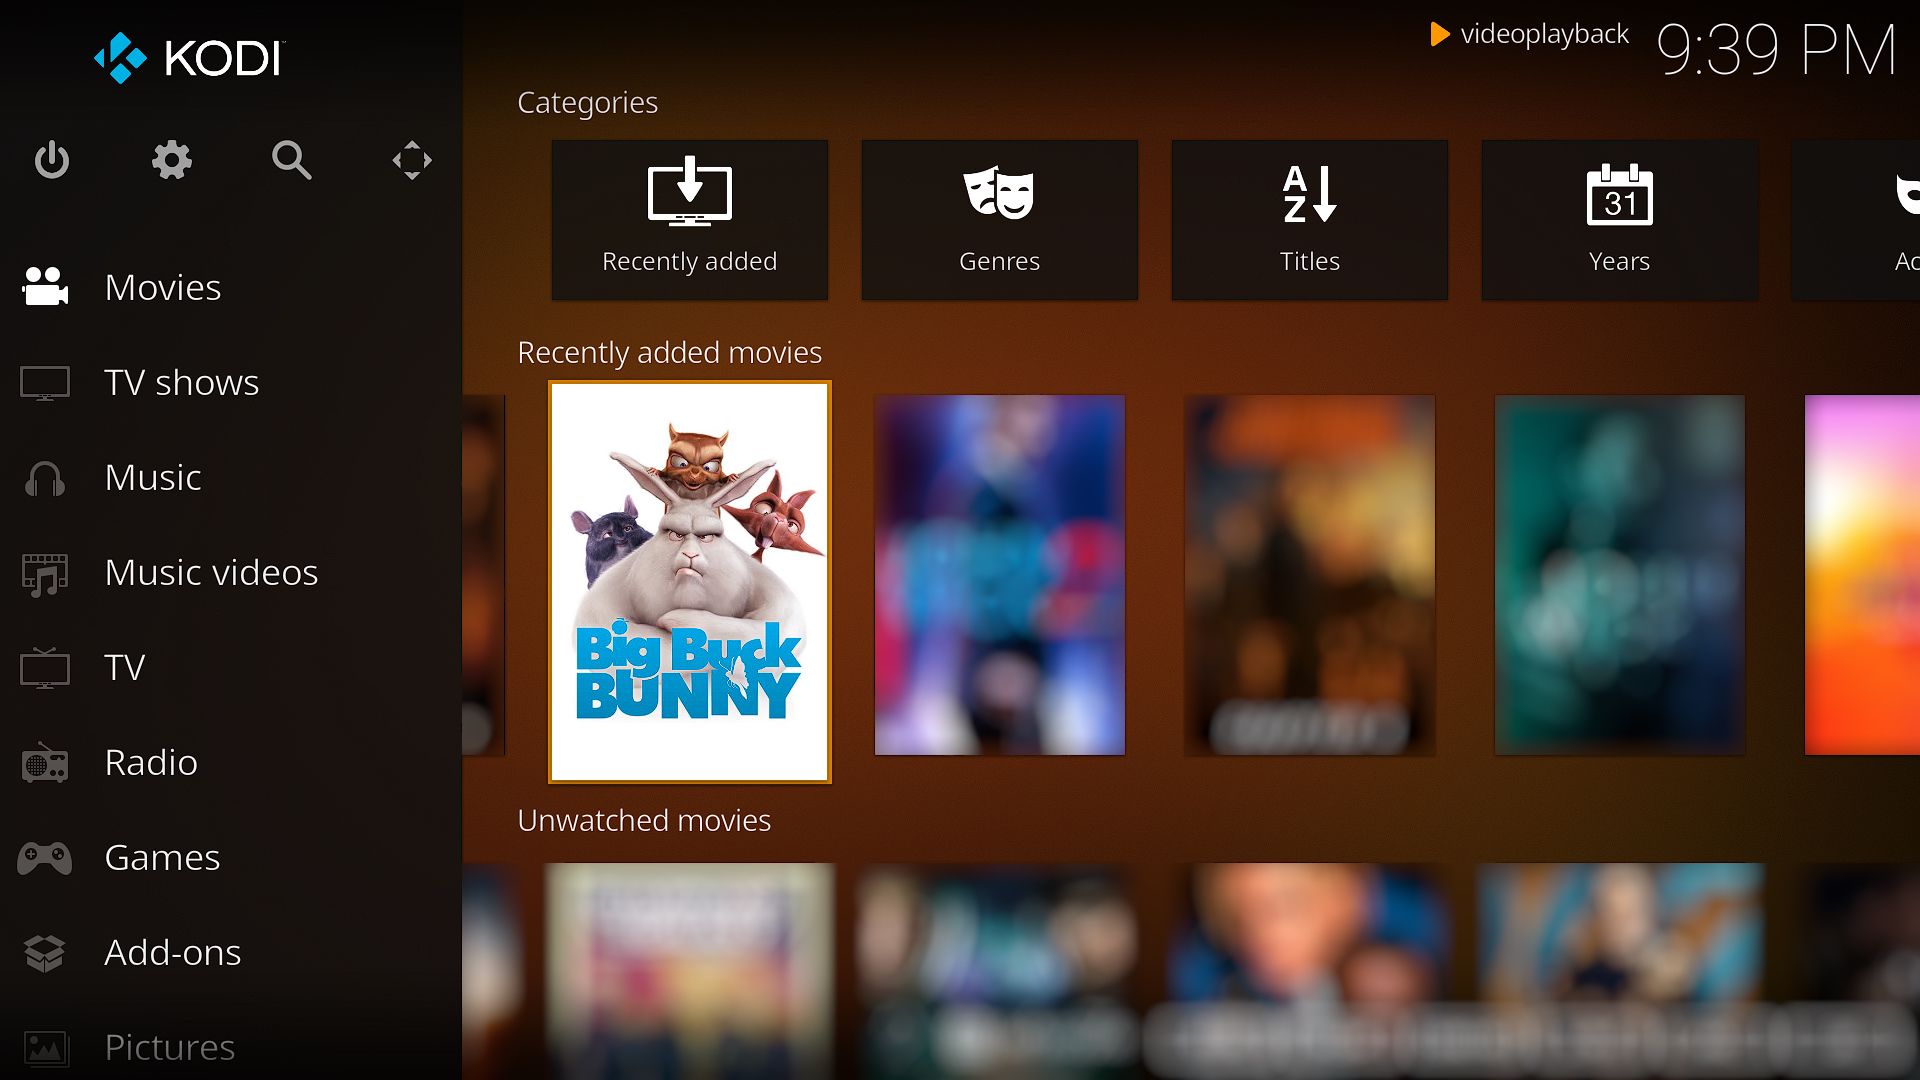 KODI
videoplayback
9:39 PM
Movies
TV shows
Music
Music videos
TV
Radio
Games
Add-ons
Pictures
Categories
Recently added
Genres
Titles
31
Years
Recently added movies
Big Buck
BUNNY
Unwatched movies